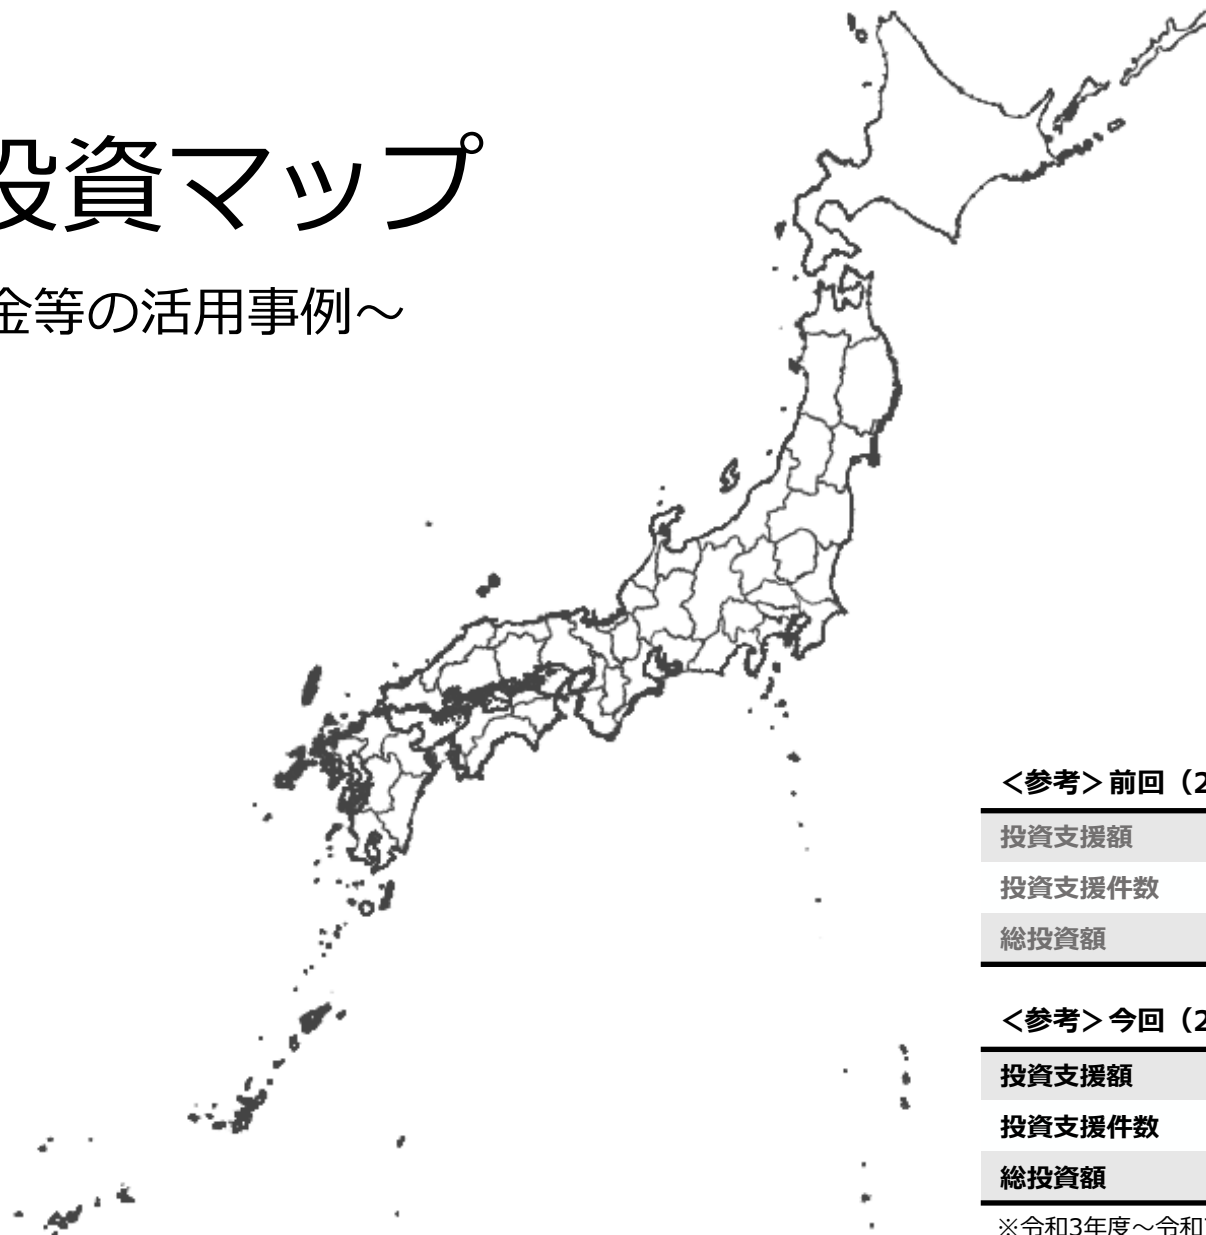 投資マップ
金等の活用事例～
＜参考＞前回（2
投資支援額
投資支援件数
総投資額
＜参考＞今回（2
投資支援額
投資支援件数
総投資額
※令和3年度～令和